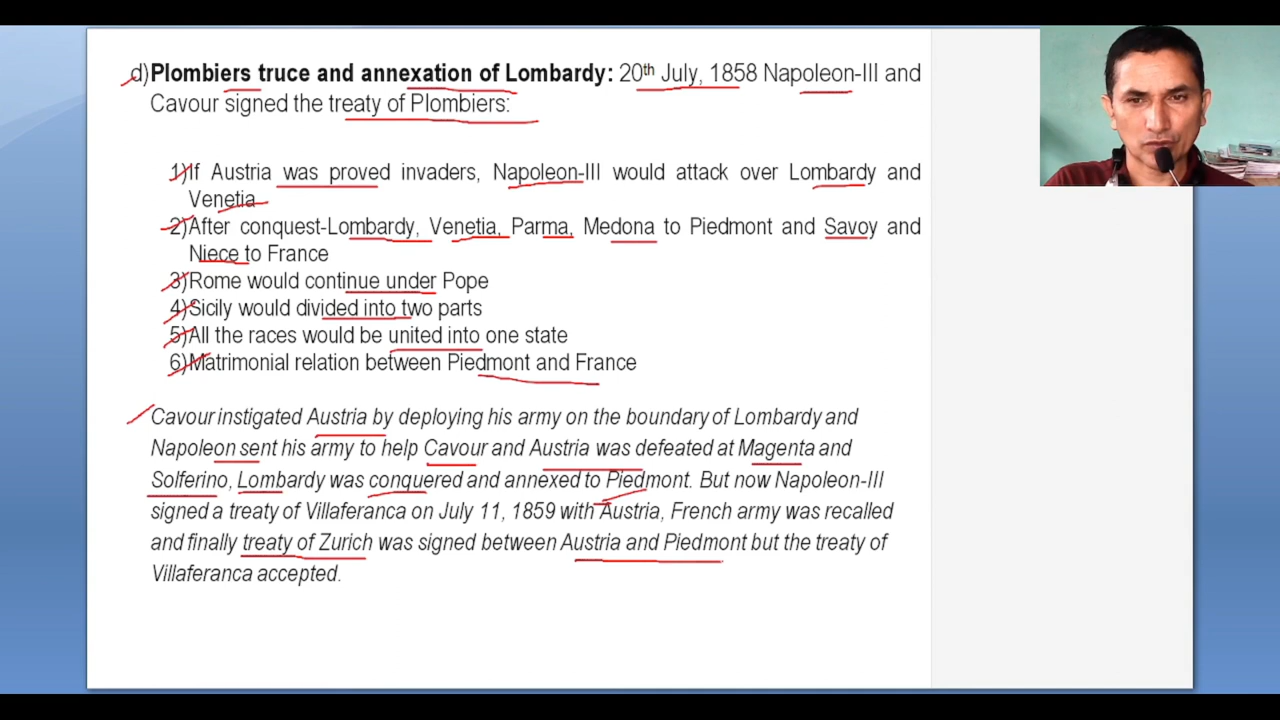 d)Plombiers truce and annexation of Lombardy: 20th July, 1858 Napoleon-III and
Cavour signed the treaty of Plombiers:
1)If Austria was proved invaders, Napoleon-III would attack over Lombardy and
Venetia
2)After conquest-Lombardy, Venetia, Parma, Medona to Piedmont and Savoy and
Niece to France
3)Rome would continue under Pope
4)Sicily would divided into two parts
5)All the races would be united into one state
6)Matrimonial relation between Piedmont and France
Cavour instigated Austria by deploying his army on the boundary of Lombardy and
Napoleon sent his army to help Cavour and Austria was defeated at Magenta and
Solferino, Lombardy was conquered and annexed to Piedmont. But now Napoleon-III
signed a treaty of Villaferanca on July 11, 1859 with Austria, French army was recalled
and finally treaty of Zurich was signed between Austria and Piedmont but the treaty of
Villaferanca accepted.